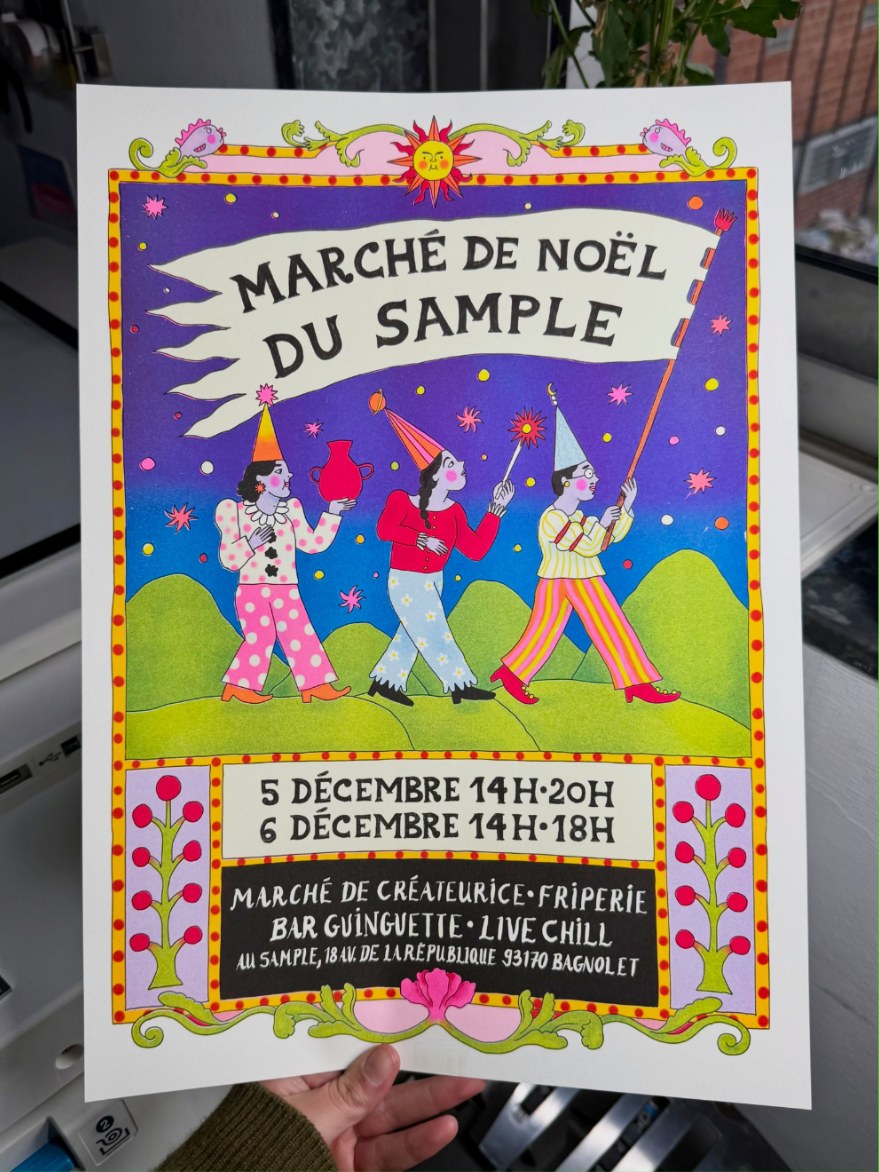 MARCHÉ DE NOËL
DU SAMPLE
5 DÉCEMBRE 14H·20H
6 DÉCEMBRE 14H·18H
MARCHÉ DE CRÉATEURICE·FRIPERIE
BAR GUINGUETTE·LIVE CHILL
AU SAMPLE, 18 AV. DE LA RÉPUBLIQUE 93170 BAGNOLET
2